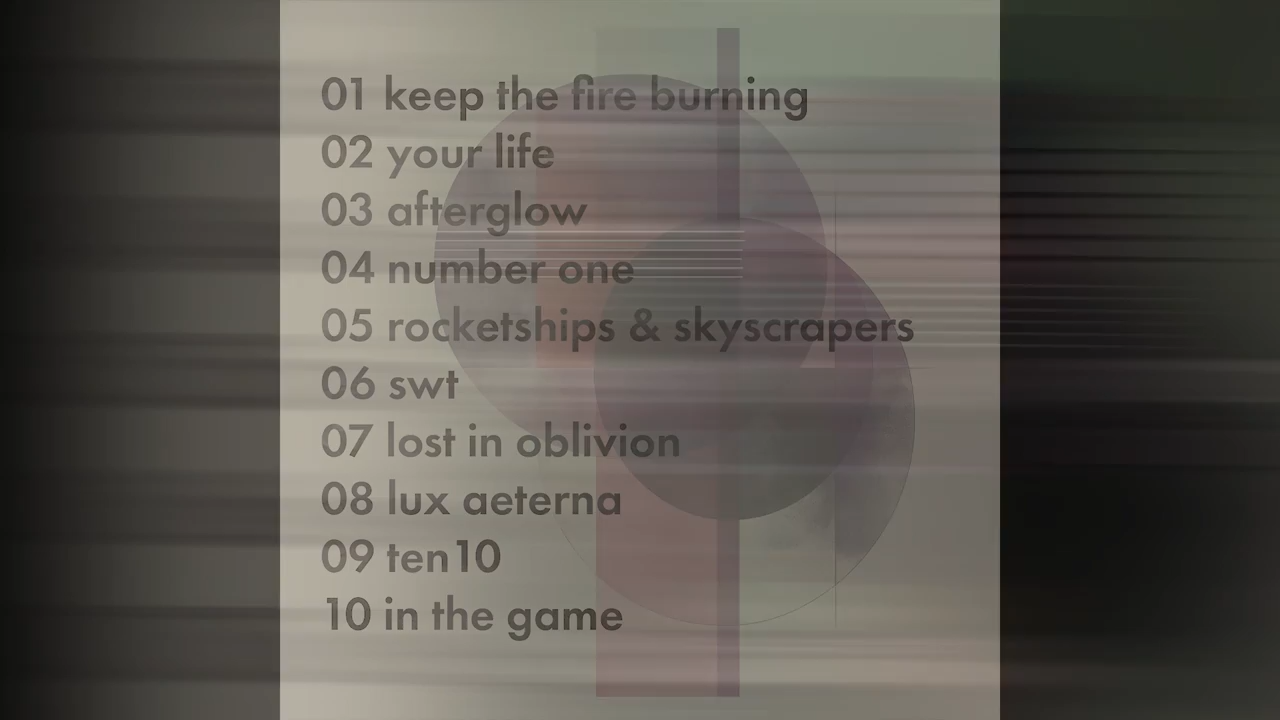 01 keep the fire burning
02 your life
03 afterglow
04 number one
05 rocketships & skyscrapers
06 swt
07 lost in oblivion
08 lux aeterna
09 ten10
10 in the game